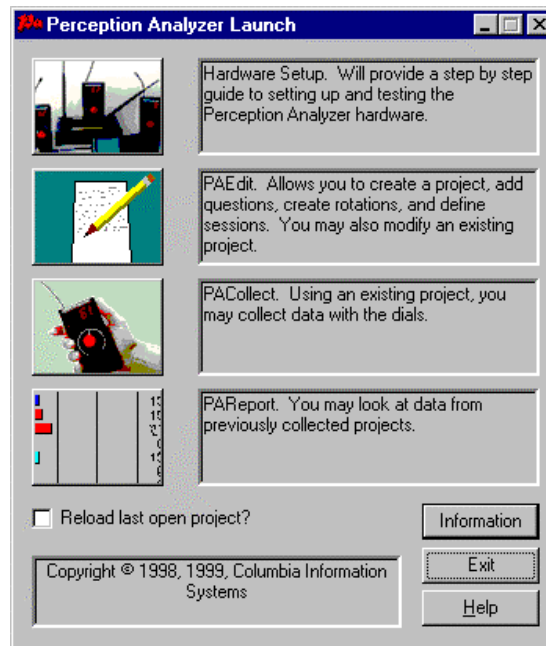 Perception Analyzer Launch
Hardware Setup. Will provide a step by step
guide to setting up and testing the
Perception Analyzer hardware.
PAEdit. Allows you to create a project, add
questions, create rotations, and define
sessions. You may also modify an existing
project.
PACollect. Using an existing project, you
may collect data with the dials.
PAReport. You may look at data from
previously collected projects.
Reload last open project?
Information
Exit
Copyright © 1998, 1999, Columbia Information
Systems
Help